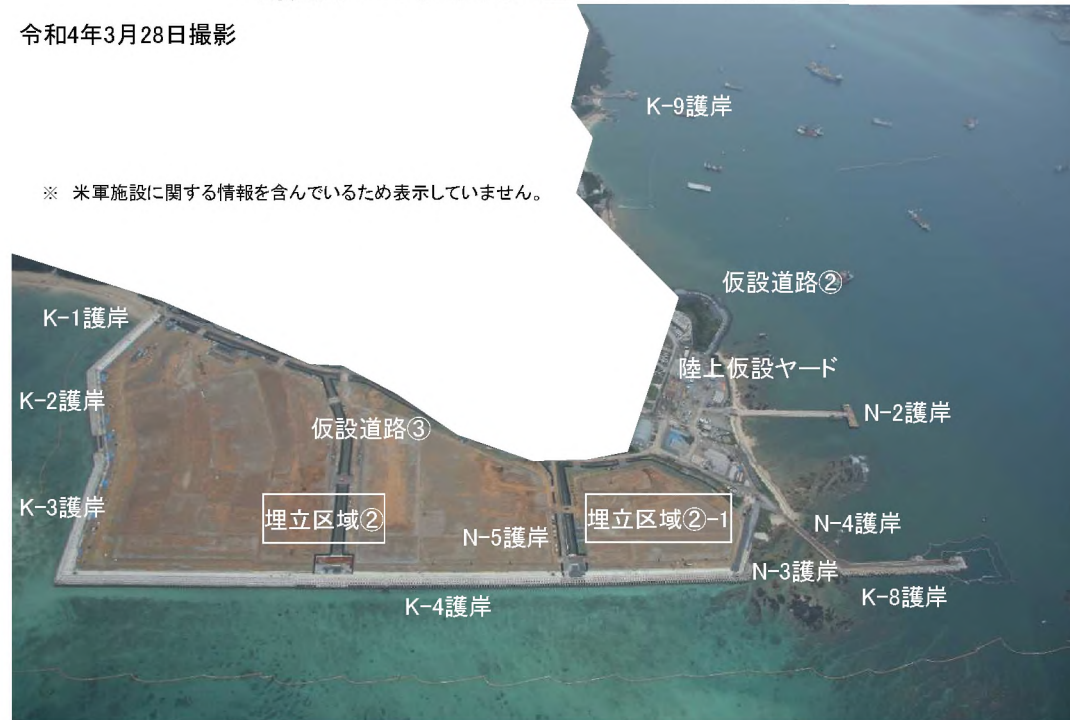 令和4年3月28日撮影
K-9護岸
※ 米軍施設に関する情報を含んでいるため表示していません。
仮設道路②
K-1護岸
陸上仮設ヤード
K-2護岸
N-2護岸
仮設道路③
K-3護岸
埋立区域②
埋立区域②-1
N-5護岸
N-4護岸
N-3護岸
K-8護岸
K-4護岸